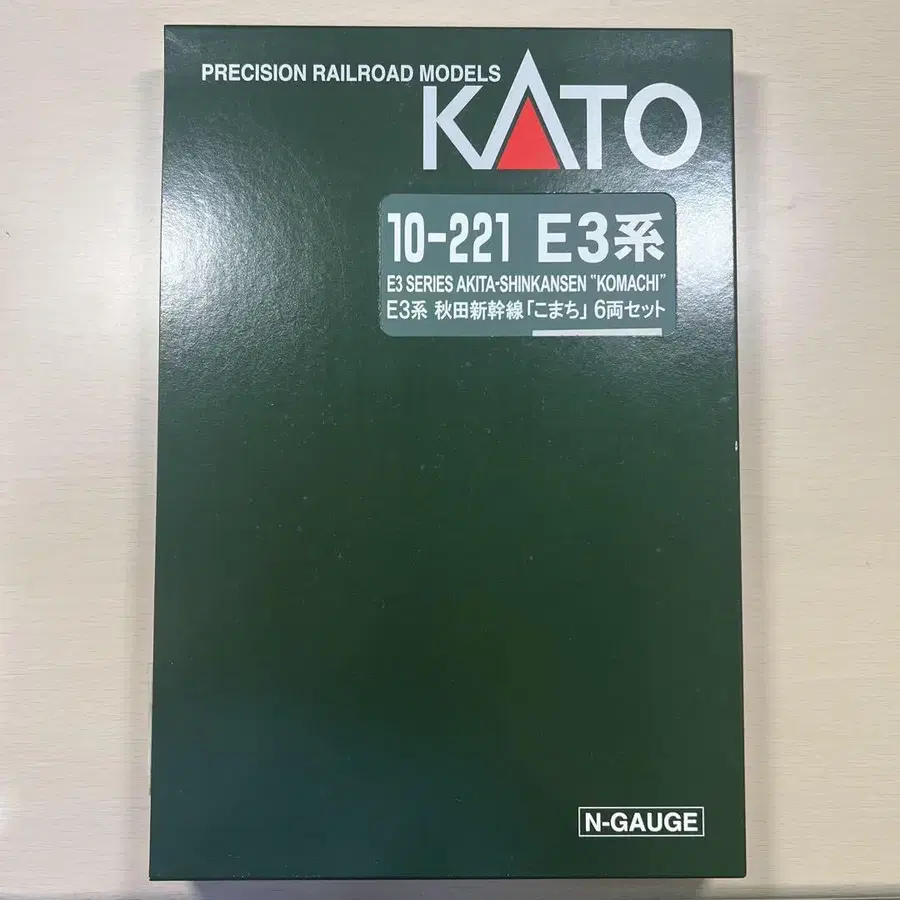 PRECISION RAILROAD MODELS
KATO
10-221 E3系
E3 SERIES AKITA-SHINKANSEN "KOMACHI"
E3系 秋田新幹線「こまち」6両セット
N-GAUGE